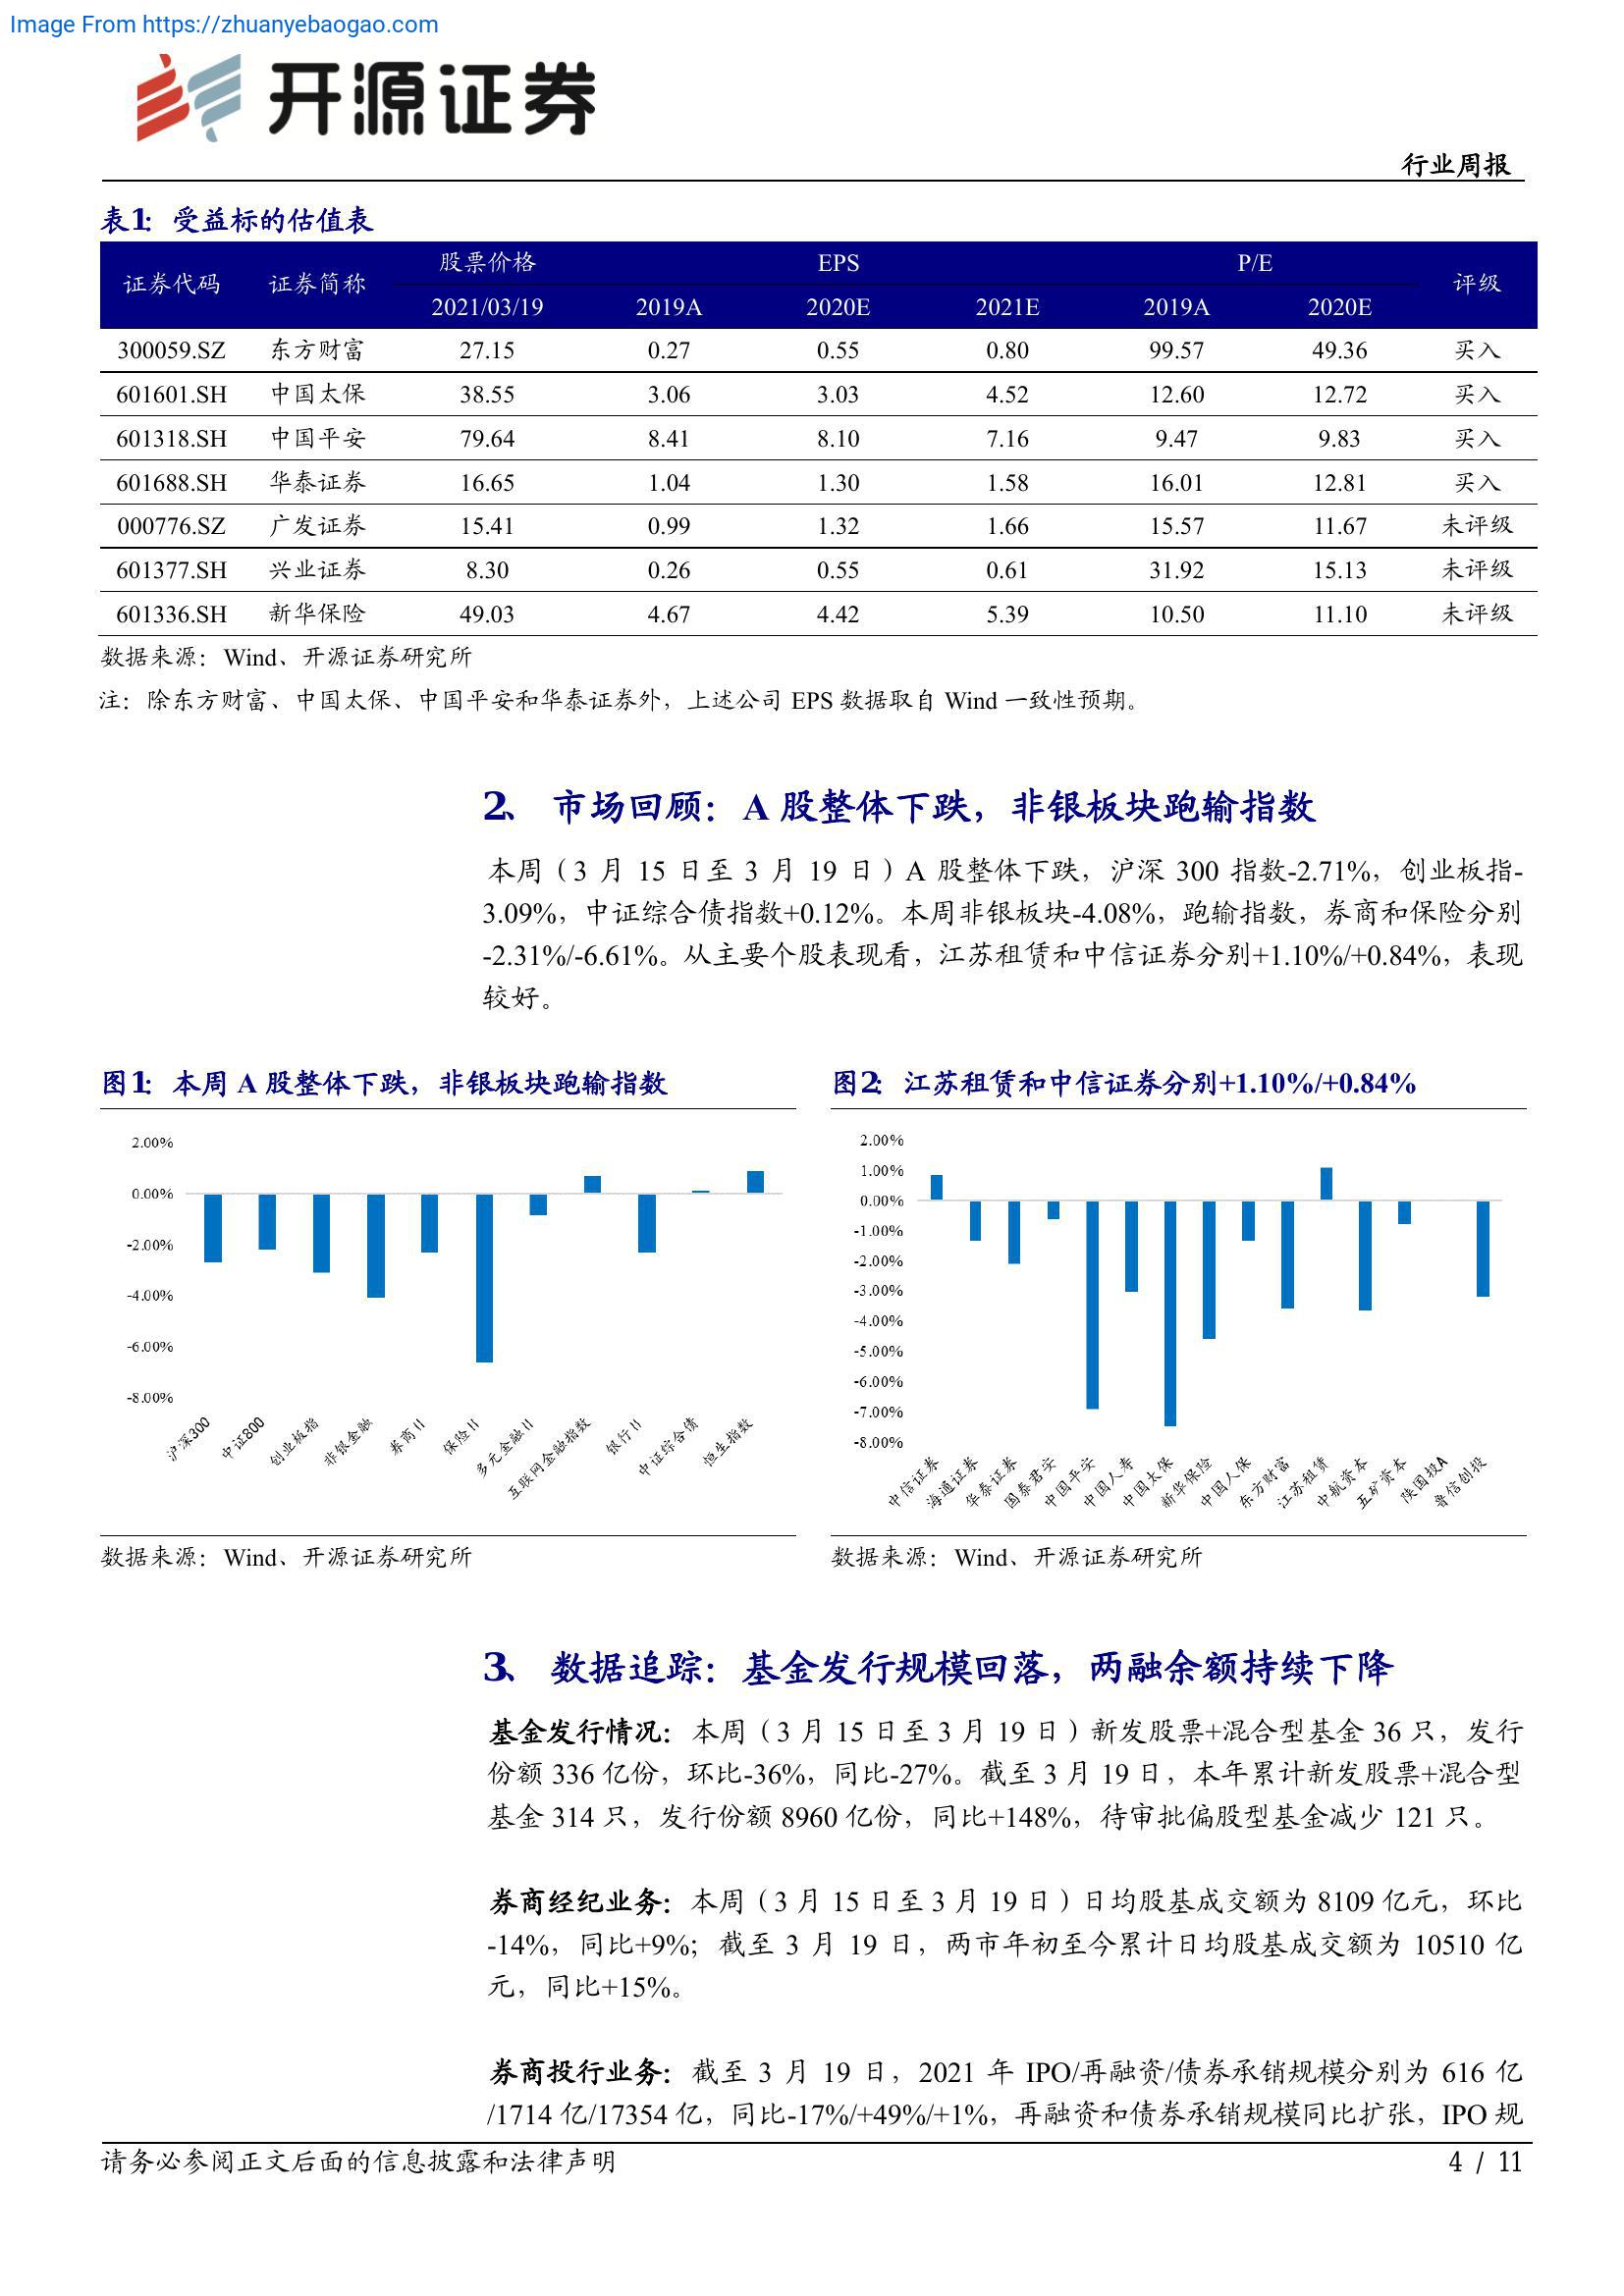 Image From https://zhuanyebaogao.com
开源证券
行业周报
表1：受益标的估值表
证券代码 证券简称 股票价格 EPS P/E 评级
2021/03/19 2019A 2020E 2021E 2019A 2020E
300059.SZ 东方财富 27.15 0.27 0.55 0.80 99.57 49.36 买入
601601.SH 中国太保 38.55 3.06 3.03 4.52 12.60 12.72 买入
601318.SH 中国平安 79.64 8.41 8.10 7.16 9.47 9.83 买入
601688.SH 华泰证券 16.65 1.04 1.30 1.58 16.01 12.81 买入
000776.SZ 广发证券 15.41 0.99 1.32 1.66 15.57 11.67 未评级
601377.SH 兴业证券 8.30 0.26 0.55 0.61 31.92 15.13 未评级
601336.SH 新华保险 49.03 4.67 4.42 5.39 10.50 11.10 未评级
数据来源：Wind、开源证券研究所
注：除东方财富、中国太保、中国平安和华泰证券外，上述公司 EPS 数据取自 Wind 一致性预期。
2、 市场回顾：A 股整体下跌，非银板块跑输指数
本周（3 月 15 日至 3 月 19 日）A 股整体下跌，沪深 300 指数-2.71%，创业板指-
3.09%，中证综合债指数+0.12%。本周非银板块-4.08%，跑输指数，券商和保险分别
-2.31%/-6.61%。从主要个股表现看，江苏租赁和中信证券分别+1.10%/+0.84%，表现
较好。
图1：本周 A 股整体下跌，非银板块跑输指数
2.00%
0.00%
-2.00%
-4.00%
-6.00%
-8.00%
沪深300 中证800 创业板指 非银金融 券商II 保险II 多元金融II 互联网金融指数 银行II 中证综合债 恒生指数
数据来源：Wind、开源证券研究所
图2：江苏租赁和中信证券分别+1.10%/+0.84%
2.00%
1.00%
0.00%
-1.00%
-2.00%
-3.00%
-4.00%
-5.00%
-6.00%
-7.00%
-8.00%
中信证券 海通证券 华泰证券 国泰君安 中国平安 中国人寿 中国太保 新华保险 中国人保 东方财富 江苏租赁 中航资本 五矿资本 陕国投A 鲁信创投
数据来源：Wind、开源证券研究所
3、 数据追踪：基金发行规模回落，两融余额持续下降
基金发行情况：本周（3 月 15 日至 3 月 19 日）新发股票+混合型基金 36 只，发行
份额 336 亿份，环比-36%，同比-27%。截至 3 月 19 日，本年累计新发股票+混合型
基金 314 只，发行份额 8960 亿份，同比+148%，待审批偏股型基金减少 121 只。
券商经纪业务：本周（3 月 15 日至 3 月 19 日）日均股基成交额为 8109 亿元，环比
-14%，同比+9%；截至 3 月 19 日，两市年初至今累计日均股基成交额为 10510 亿
元，同比+15%。
券商投行业务：截至 3 月 19 日，2021 年 IPO/再融资/债券承销规模分别为 616 亿
/1714 亿/17354 亿，同比-17%/+49%/+1%，再融资和债券承销规模同比扩张，IPO 规
请务必参阅正文后面的信息披露和法律声明
4 / 11